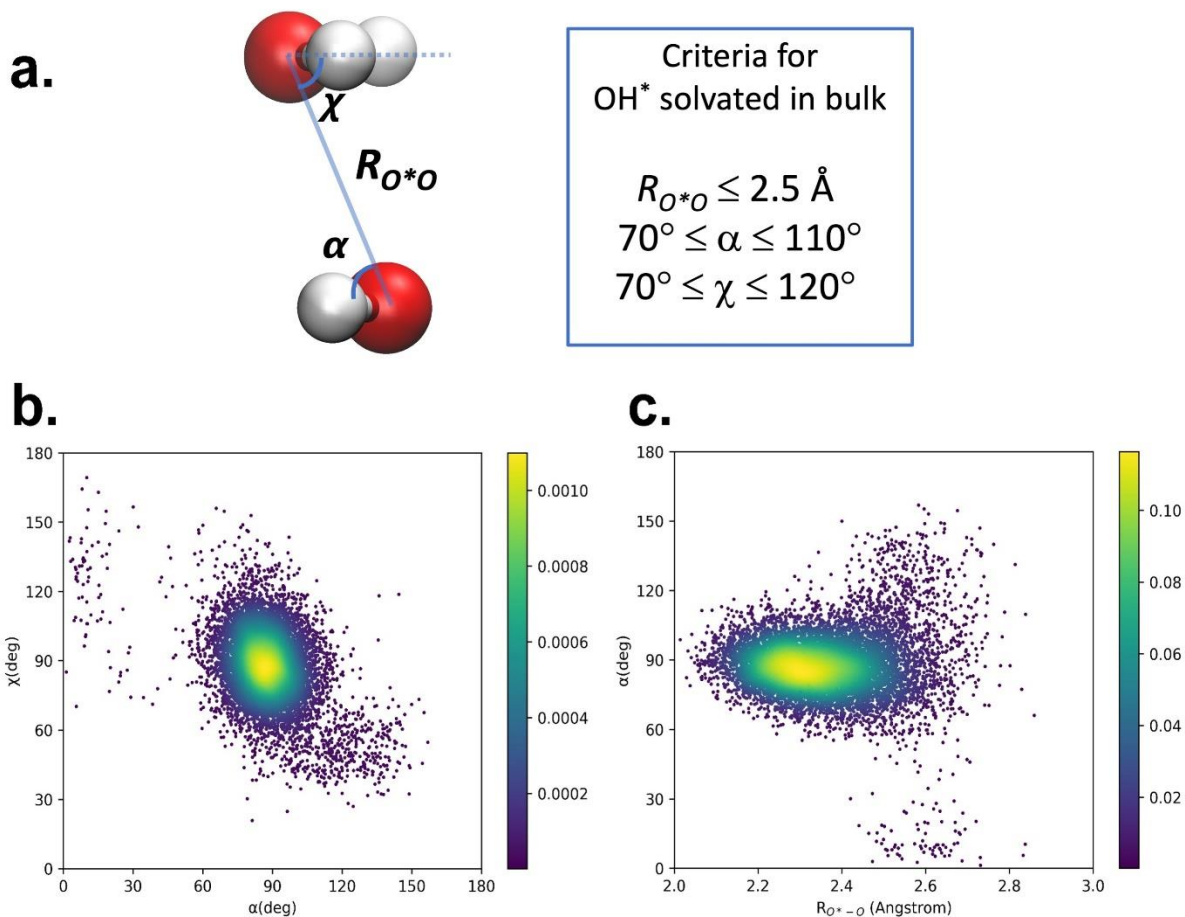 a.
χ
R_{O*O}
α
Criteria for
OH* solvated in bulk
R_{O*O} ≤ 2.5 Å
70° ≤ α ≤ 110°
70° ≤ χ ≤ 120°
b.
180
150
120
90
60
30
0
χ(deg)
0 30 60 90 120 150 180
α(deg)
0.0010
0.0008
0.0006
0.0004
0.0002
c.
180
150
120
90
60
30
0
α(deg)
2.0 2.2 2.4 2.6 2.8 3.0
R_{O*-O} (Angstrom)
0.10
0.08
0.06
0.04
0.02